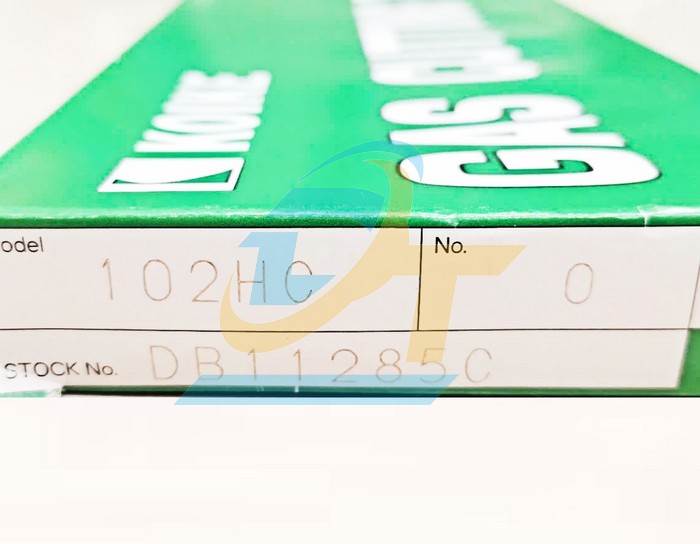 KOIKE
GAS
odel 102HC No. 0
STOCK No. DB11285C